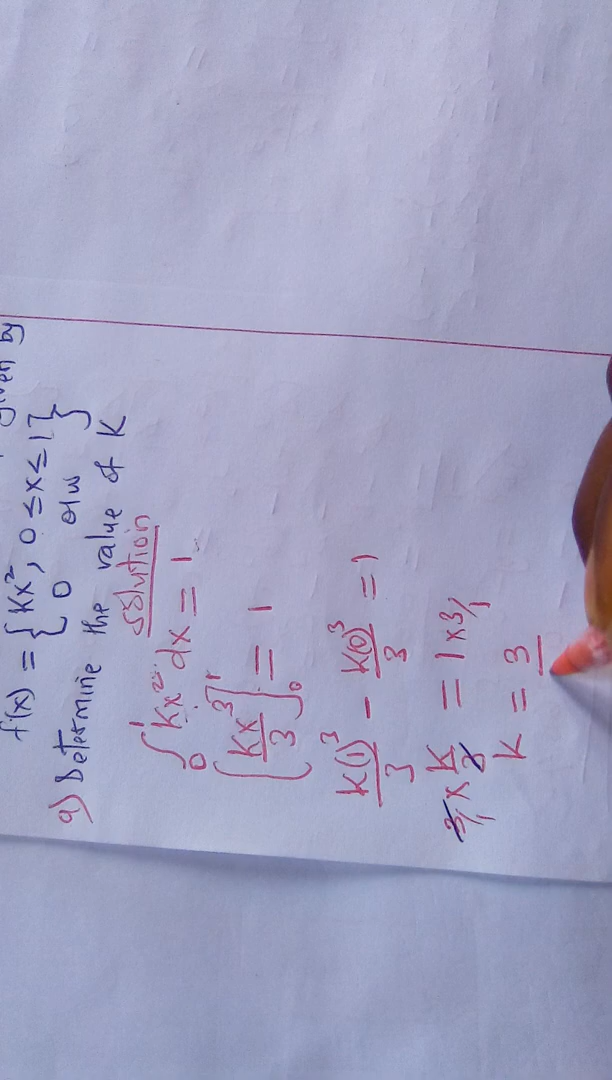 given by
f(x) = { kx², 0 ≤ x ≤ 1 }
{ 0 o/w }
a) Determine the value of K
Solution
∫₀¹ kx² dx = 1
[kx³/3]₀¹ = 1
k(1)³/3 - k(0)³/3 = 1
3/1 x k/3 = 1 x 3/1
k = 3